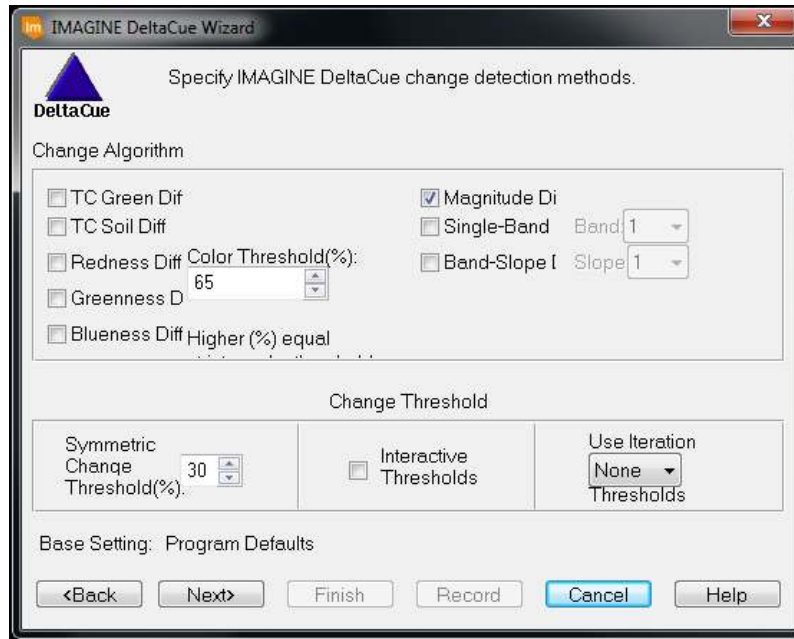 Im IMAGINE DeltaCue Wizard
X
DeltaCue
Specify IMAGINE DeltaCue change detection methods.
Change Algorithm
TC Green Dif
TC Soil Diff
Redness Diff
Greenness D
Blueness Diff
Color Threshold(%):
65
Higher (%) equal
Magnitude Di
Single-Band
Band: 1
Band-Slope [
Slope 1
Change Threshold
Symmetric
Change
Threshold(%).
30
Interactive
Thresholds
Use Iteration
None
Thresholds
Base Setting: Program Defaults
<Back
Next>
Finish
Record
Cancel
Help